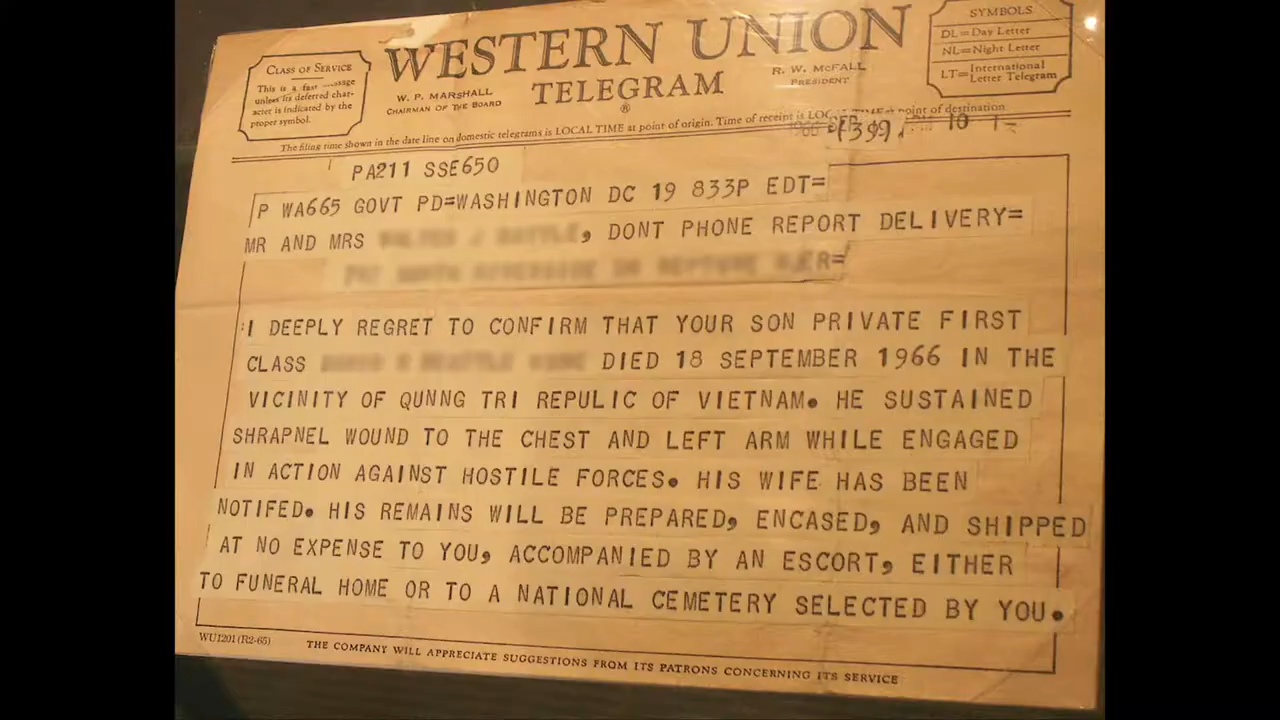 CLASS OF SERVICE
This is a fast message
unless its deferred char-
acter is indicated by the
proper symbol.
WESTERN UNION
TELEGRAM
®
W. P. MARSHALL
CHAIRMAN OF THE BOARD
R. W. McFALL
PRESIDENT
SYMBOLS
DL=Day Letter
NL=Night Letter
LT=International
Letter Telegram
The filing time shown in the date line on domestic telegrams is LOCAL TIME at point of origin. Time of receipt is LOCAL TIME at point of destination
1966 SEP 10
PA211 SSE650
P WA665 GOVT PD=WASHINGTON DC 19 833P EDT=
MR AND MRS , DONT PHONE REPORT DELIVERY=
I DEEPLY REGRET TO CONFIRM THAT YOUR SON PRIVATE FIRST
CLASS DIED 18 SEPTEMBER 1966 IN THE
VICINITY OF QUNNG TRI REPULIC OF VIETNAM. HE SUSTAINED
SHRAPNEL WOUND TO THE CHEST AND LEFT ARM WHILE ENGAGED
IN ACTION AGAINST HOSTILE FORCES. HIS WIFE HAS BEEN
NOTIFED. HIS REMAINS WILL BE PREPARED, ENCASED, AND SHIPPED
AT NO EXPENSE TO YOU, ACCOMPANIED BY AN ESCORT, EITHER
TO FUNERAL HOME OR TO A NATIONAL CEMETERY SELECTED BY YOU.
WU1201 (R2-65)
THE COMPANY WILL APPRECIATE SUGGESTIONS FROM ITS PATRONS CONCERNING ITS SERVICE